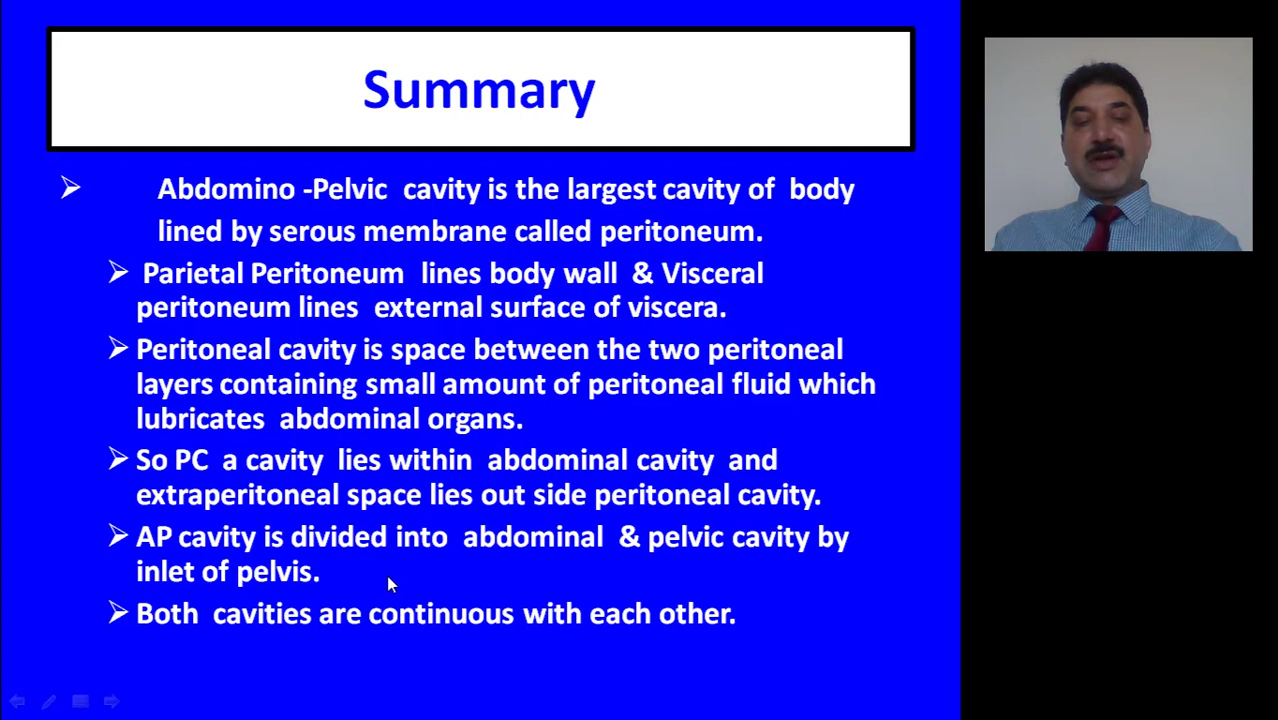 Summary
Abdomino -Pelvic cavity is the largest cavity of body
lined by serous membrane called peritoneum.
Parietal Peritoneum lines body wall & Visceral
peritoneum lines external surface of viscera.
Peritoneal cavity is space between the two peritoneal
layers containing small amount of peritoneal fluid which
lubricates abdominal organs.
So PC a cavity lies within abdominal cavity and
extraperitoneal space lies out side peritoneal cavity.
AP cavity is divided into abdominal & pelvic cavity by
inlet of pelvis.
Both cavities are continuous with each other.